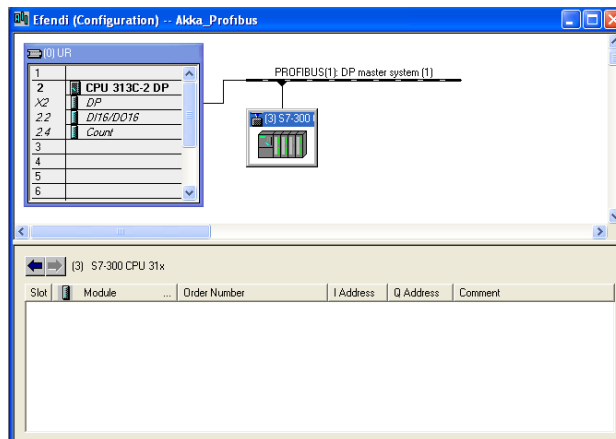 Efendi (Configuration) -- Akka_Profibus
(0) UR
1
2 CPU 313C-2 DP
X2 DP
2.2 DI16/DO16
2.4 Count
3
4
5
6
PROFIBUS(1): DP master system (1)
(3) S7-300
(3) S7-300 CPU 31x
Slot Module ... Order Number I Address Q Address Comment